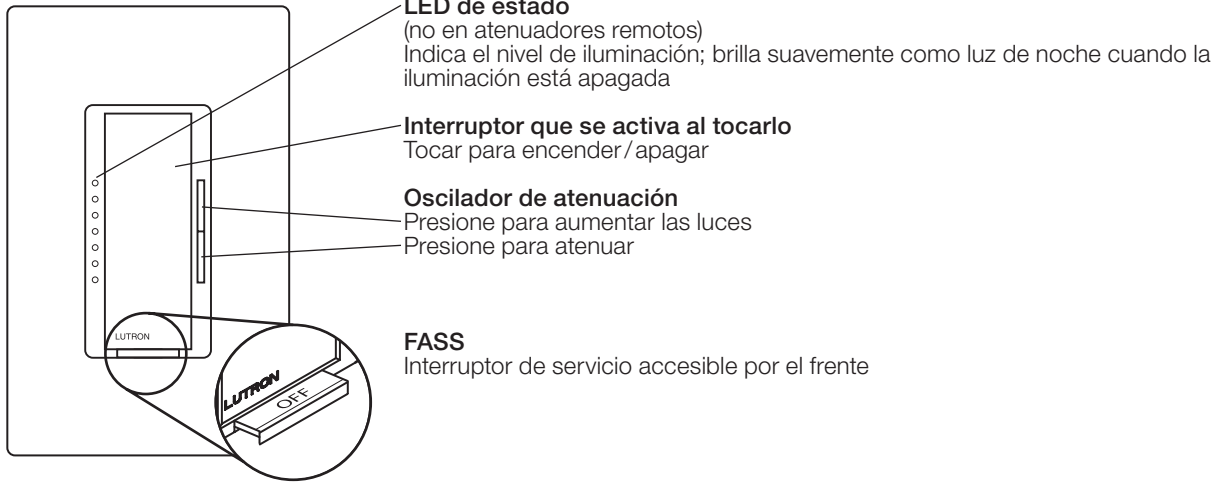 LED de estado
(no en atenuadores remotos)
Indica el nivel de iluminación; brilla suavemente como luz de noche cuando la
iluminación está apagada
Interruptor que se activa al tocarlo
Tocar para encender/apagar
Oscilador de atenuación
Presione para aumentar las luces
Presione para atenuar
LUTRON
LUTRON
OFF
FASS
Interruptor de servicio accesible por el frente